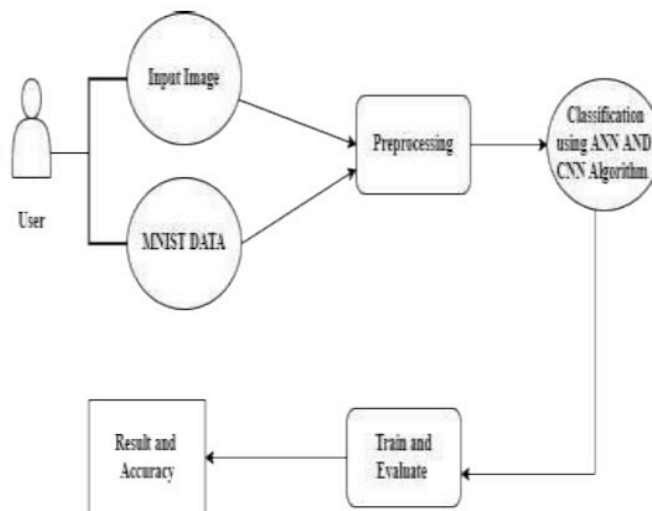 Input Image
Preprocessing
Classification
using ANN AND
CNN Algorithm
User
MNIST DATA
Result and
Accuracy
Train and
Evaluate